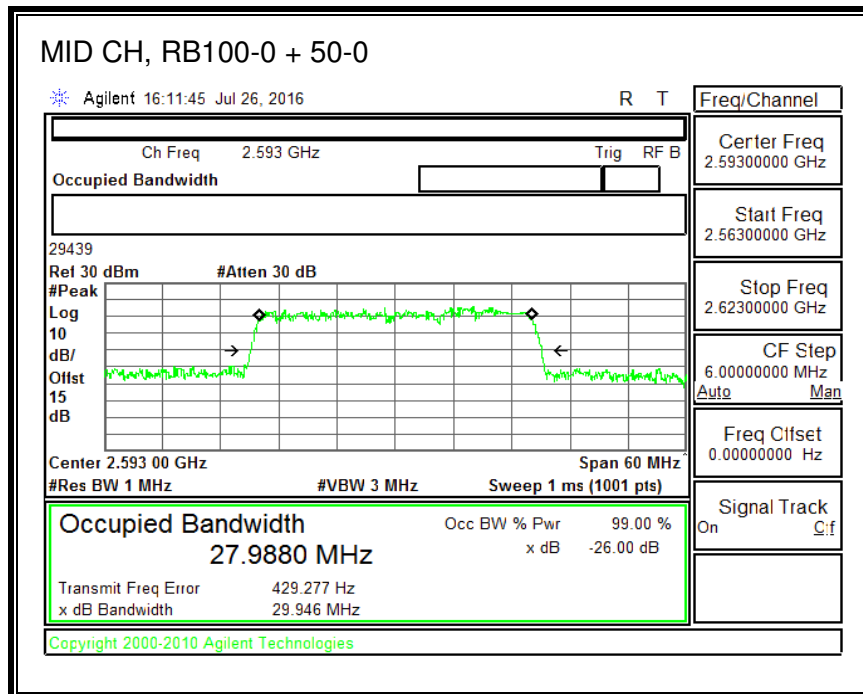 MID CH, RB100-0 + 50-0
Agilent 16:11:45 Jul 26, 2016 R T
Freq/Channel
Ch Freq 2.593 GHz Trig RF B
Occupied Bandwidth
Center Freq
2.59300000 GHz
Start Freq
2.56300000 GHz
Stop Freq
2.62300000 GHz
CF Step
6.00000000 MHz
Auto Man
Freq Offset
0.00000000 Hz
Signal Track
On
29439
Ref 30 dBm #Atten 30 dB
#Peak
Log
10
dB/
Offst
15
dB
Center 2.593 00 GHz Span 60 MHz
#Res BW 1 MHz #VBW 3 MHz Sweep 1 ms (1001 pts)
Occupied Bandwidth Occ BW % Pwr 99.00 %
27.9880 MHz x dB -26.00 dB
Transmit Freq Error 429.277 Hz
x dB Bandwidth 29.946 MHz
Copyright 2000-2010 Agilent Technologies